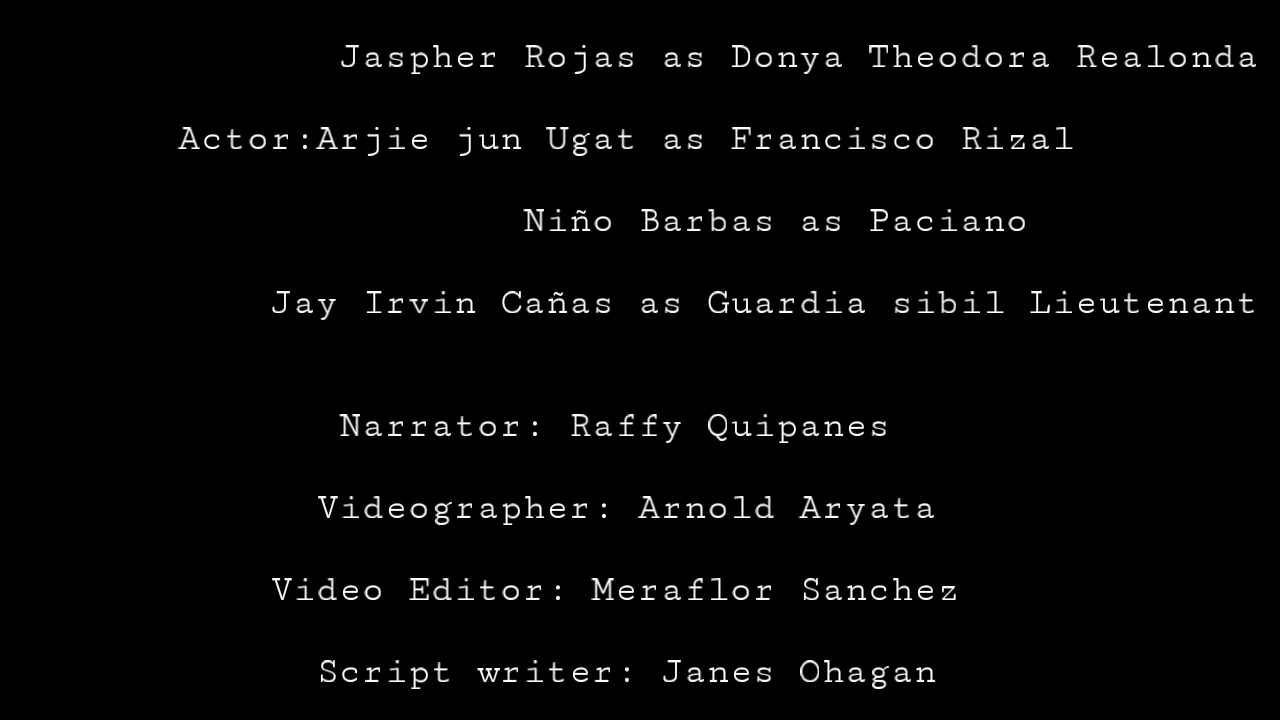 Jaspher Rojas as Donya Theodora Realonda
Actor:Arjie jun Ugat as Francisco Rizal
Niño Barbas as Paciano
Jay Irvin Cañas as Guardia sibil Lieutenant
Narrator: Raffy Quipanes
Videographer: Arnold Aryata
Video Editor: Meraflor Sanchez
Script writer: Janes Ohagan